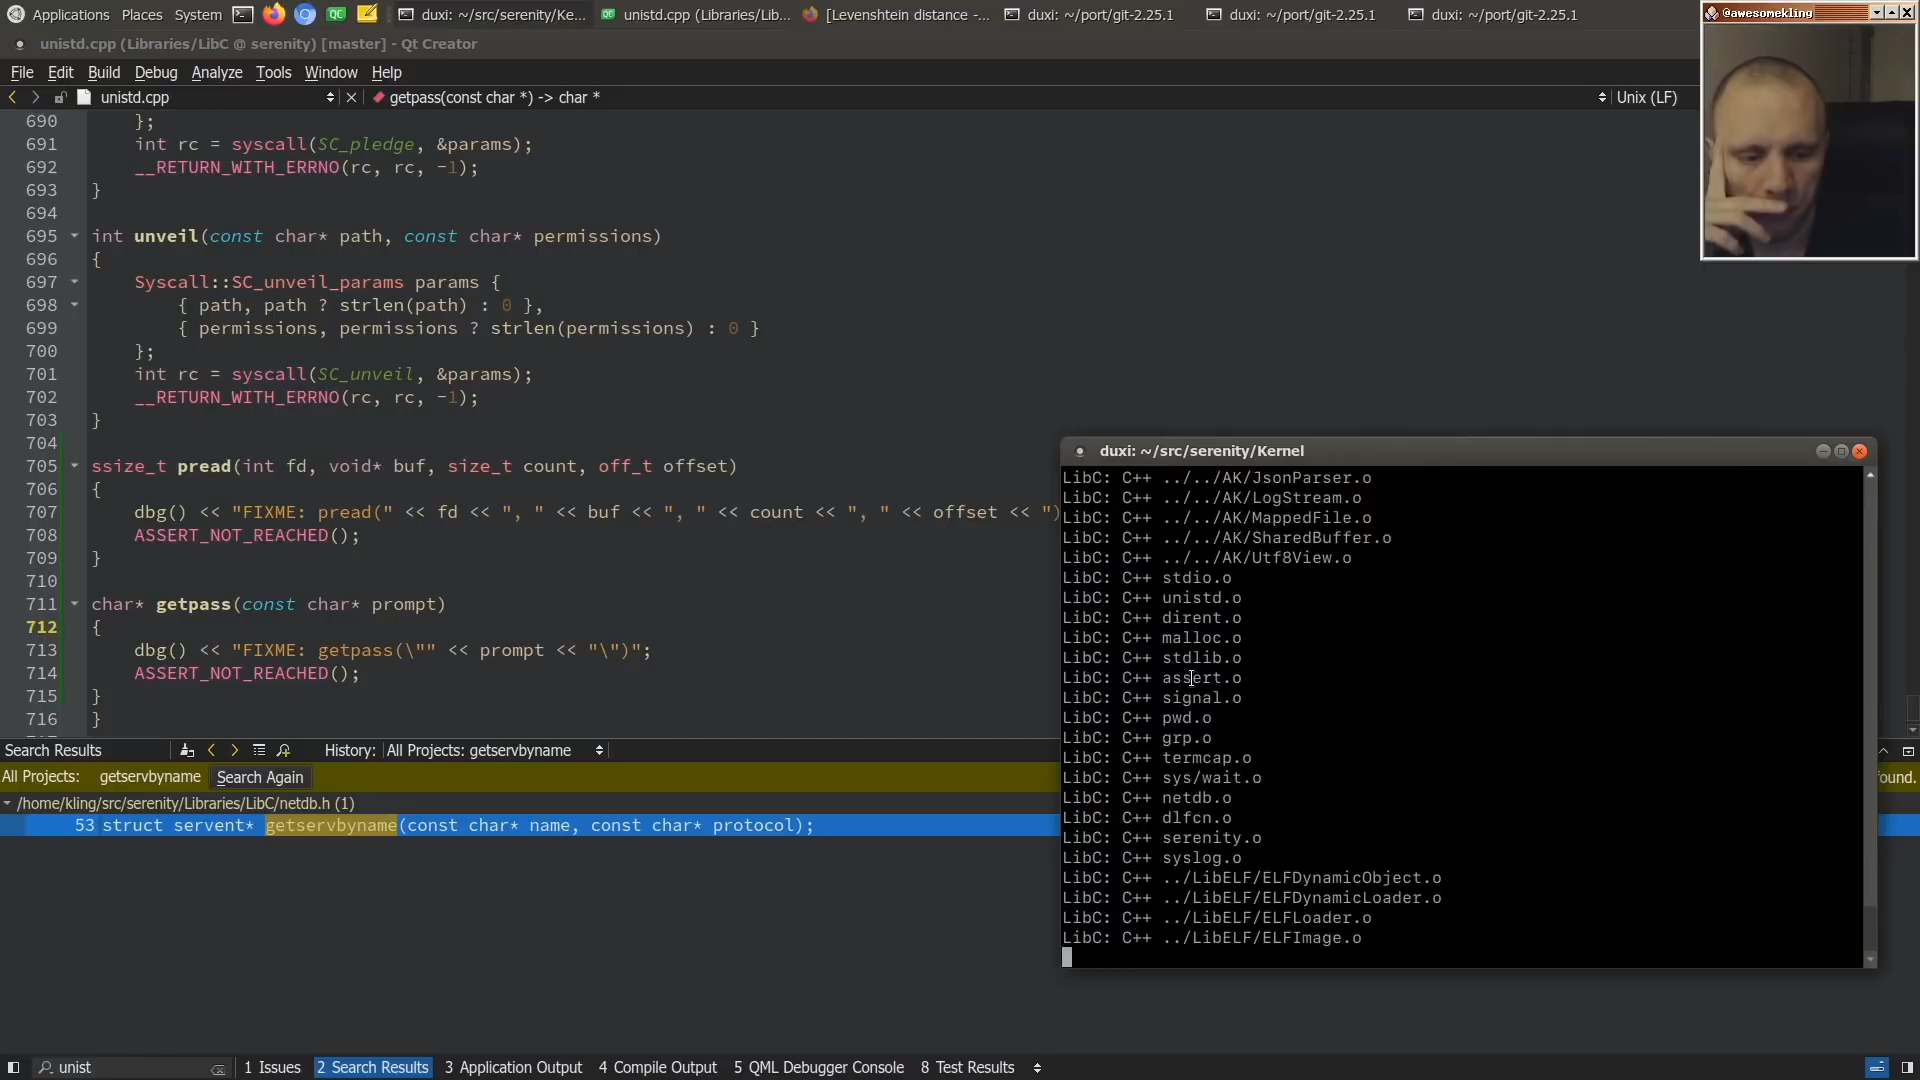 Applications Places System duxi: ~/src/serenity/Ke... unistd.cpp (Libraries/Lib... [Levenshtein distance -... duxi: ~/port/git-2.25.1 duxi: ~/port/git-2.25.1 duxi: ~/port/git-2.25.1
@awesomekling
unistd.cpp (Libraries/LibC @ serenity) [master] - Qt Creator
File Edit Build Debug Analyze Tools Window Help
unistd.cpp getpass(const char *) -> char * Unix (LF)
690 };
691 int rc = syscall(SC_pledge, &params);
692 __RETURN_WITH_ERRNO(rc, rc, -1);
693 }
694
695 int unveil(const char* path, const char* permissions)
696 {
697 Syscall::SC_unveil_params params {
698 { path, path ? strlen(path) : 0 },
699 { permissions, permissions ? strlen(permissions) : 0 }
700 };
701 int rc = syscall(SC_unveil, &params);
702 __RETURN_WITH_ERRNO(rc, rc, -1);
703 }
704
705 ssize_t pread(int fd, void* buf, size_t count, off_t offset)
706 {
707 dbg() << "FIXME: pread(" << fd << ", " << buf << ", " << count << ", " << offset << ")
708 ASSERT_NOT_REACHED();
709 }
710
711 char* getpass(const char* prompt)
712 {
713 dbg() << "FIXME: getpass(\"" << prompt << "\")";
714 ASSERT_NOT_REACHED();
715 }
716 }
Search Results History: All Projects: getservbyname
All Projects: getservbyname Search Again found.
/home/kling/src/serenity/Libraries/LibC/netdb.h (1)
53 struct servent* getservbyname(const char* name, const char* protocol);
duxi: ~/src/serenity/Kernel
LibC: C++ ../../AK/JsonParser.o
LibC: C++ ../../AK/LogStream.o
LibC: C++ ../../AK/MappedFile.o
LibC: C++ ../../AK/SharedBuffer.o
LibC: C++ ../../AK/Utf8View.o
LibC: C++ stdio.o
LibC: C++ unistd.o
LibC: C++ dirent.o
LibC: C++ malloc.o
LibC: C++ stdlib.o
LibC: C++ assert.o
LibC: C++ signal.o
LibC: C++ pwd.o
LibC: C++ grp.o
LibC: C++ termcap.o
LibC: C++ sys/wait.o
LibC: C++ netdb.o
LibC: C++ dlfcn.o
LibC: C++ serenity.o
LibC: C++ syslog.o
LibC: C++ ../LibELF/ELFDynamicObject.o
LibC: C++ ../LibELF/ELFDynamicLoader.o
LibC: C++ ../LibELF/ELFLoader.o
LibC: C++ ../LibELF/ELFImage.o
unist 1 Issues 2 Search Results 3 Application Output 4 Compile Output 5 QML Debugger Console 8 Test Results